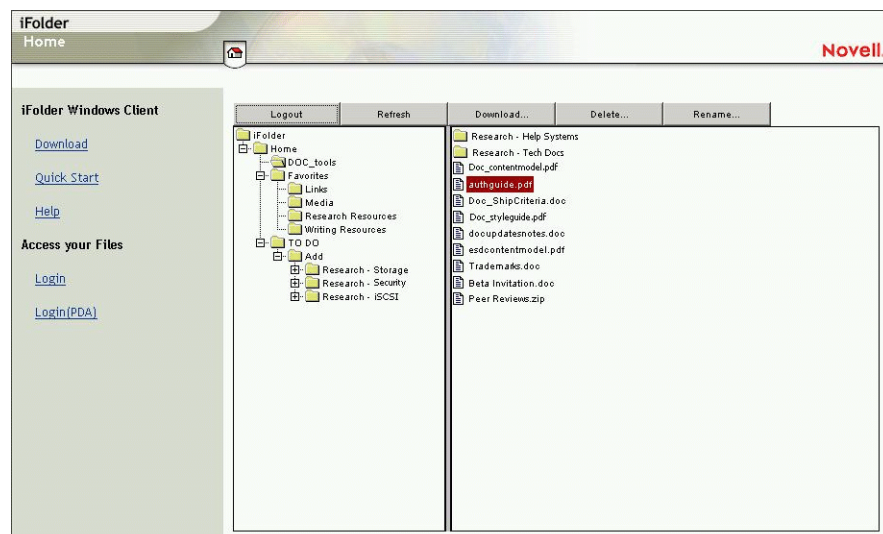 iFolder
Home
Novell
iFolder Windows Client
Download
Quick Start
Help
Access your Files
Login
Login(PDA)
Logout Refresh Download... Delete... Rename...
iFolder
Home
DOC_tools
Favorites
Links
Media
Research Resources
Writing Resources
TO DO
Add
Research - Storage
Research - Security
Research - iSCSI
Research - Help Systems
Research - Tech Docs
Doc_contentmodel.pdf
authguide.pdf
Doc_ShipCriteria.doc
Doc_styleguide.pdf
docupdatesnotes.doc
esdcontentmodel.pdf
Trademarks.doc
Beta Invitation.doc
Peer Reviews.zip